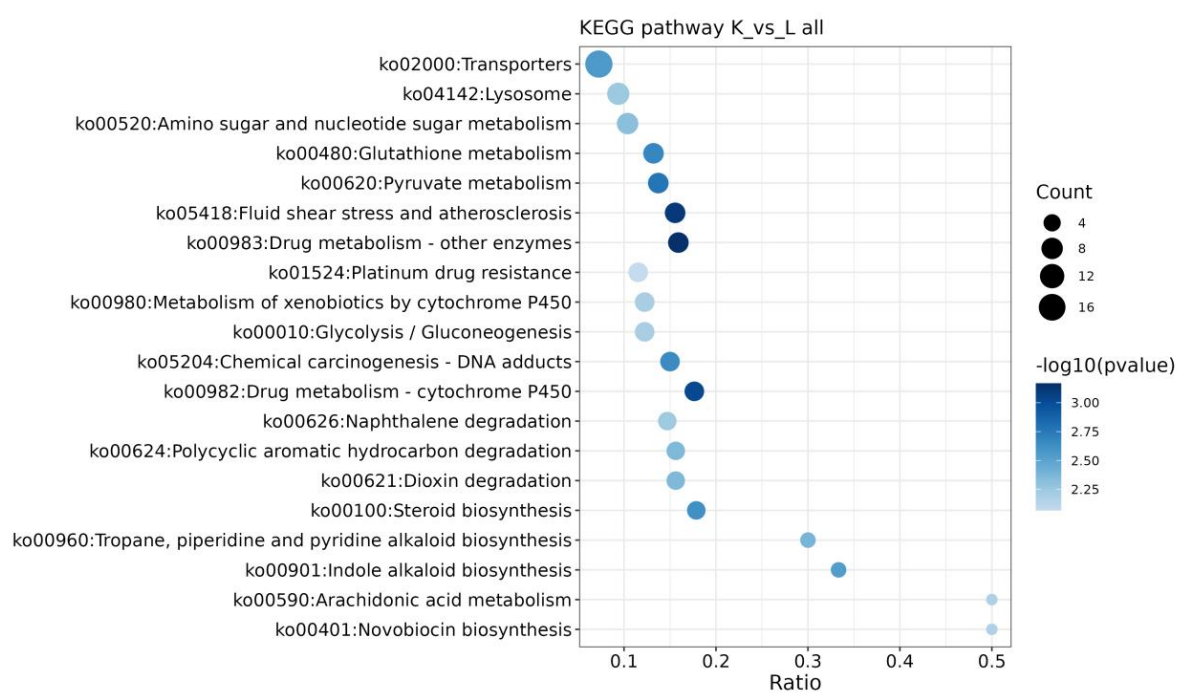 KEGG pathway K_vs_L all
ko02000:Transporters
ko04142:Lysosome
ko00520:Amino sugar and nucleotide sugar metabolism
ko00480:Glutathione metabolism
ko00620:Pyruvate metabolism
ko05418:Fluid shear stress and atherosclerosis
ko00983:Drug metabolism - other enzymes
ko01524:Platinum drug resistance
ko00980:Metabolism of xenobiotics by cytochrome P450
ko00010:Glycolysis / Gluconeogenesis
ko05204:Chemical carcinogenesis - DNA adducts
ko00982:Drug metabolism - cytochrome P450
ko00626:Naphthalene degradation
ko00624:Polycyclic aromatic hydrocarbon degradation
ko00621:Dioxin degradation
ko00100:Steroid biosynthesis
ko00960:Tropane, piperidine and pyridine alkaloid biosynthesis
ko00901:Indole alkaloid biosynthesis
ko00590:Arachidonic acid metabolism
ko00401:Novobiocin biosynthesis
0.1 0.2 0.3 0.4 0.5
Ratio
Count
4
8
12
16
-log10(pvalue)
3.00
2.75
2.50
2.25